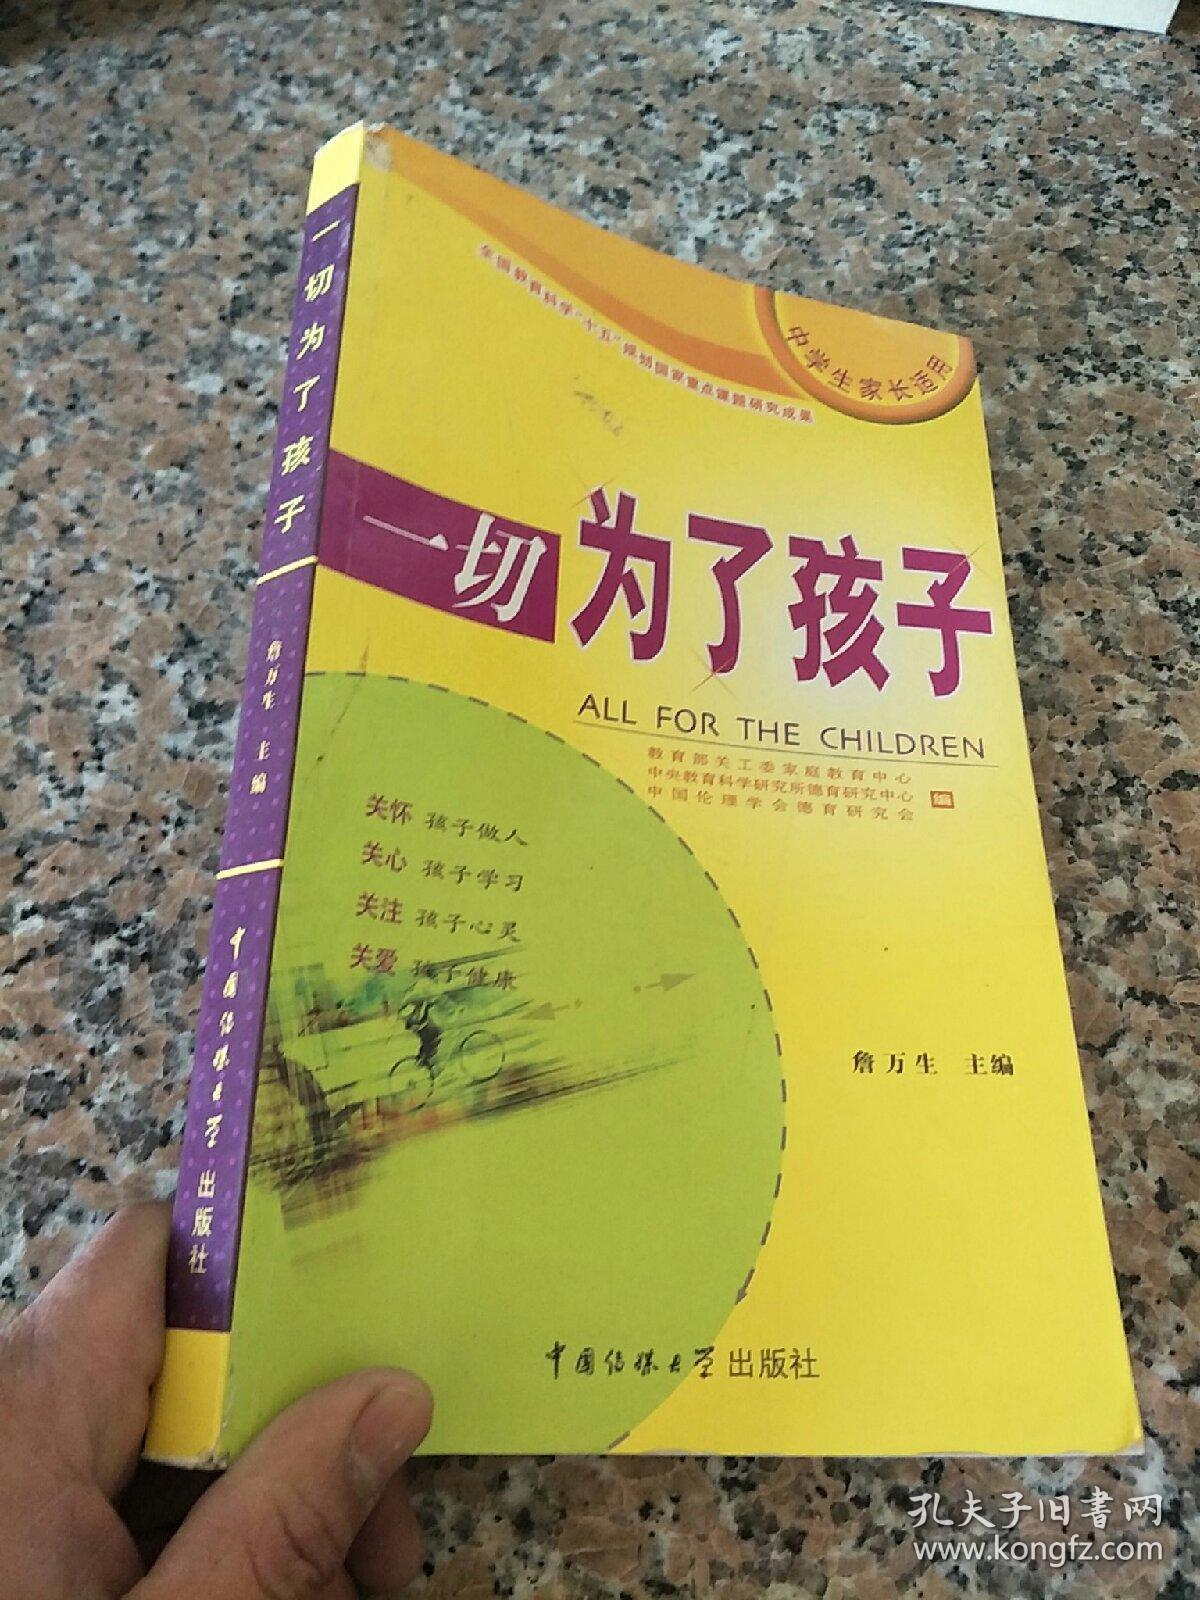 一切为了孩子
詹万生 主编
中国传媒大学出版社
全国教育科学“十五”规划国家重点课题研究成果
中学生家长适用
一切为了孩子
ALL FOR THE CHILDREN
教育部关工委家庭教育中心
中央教育科学研究所德育研究中心
中国伦理学会德育研究会
编
关怀 孩子做人
关心 孩子学习
关注 孩子心灵
关爱 孩子健康
詹万生 主编
中国传媒大学出版社
孔夫子旧書网
www.kongfz.com